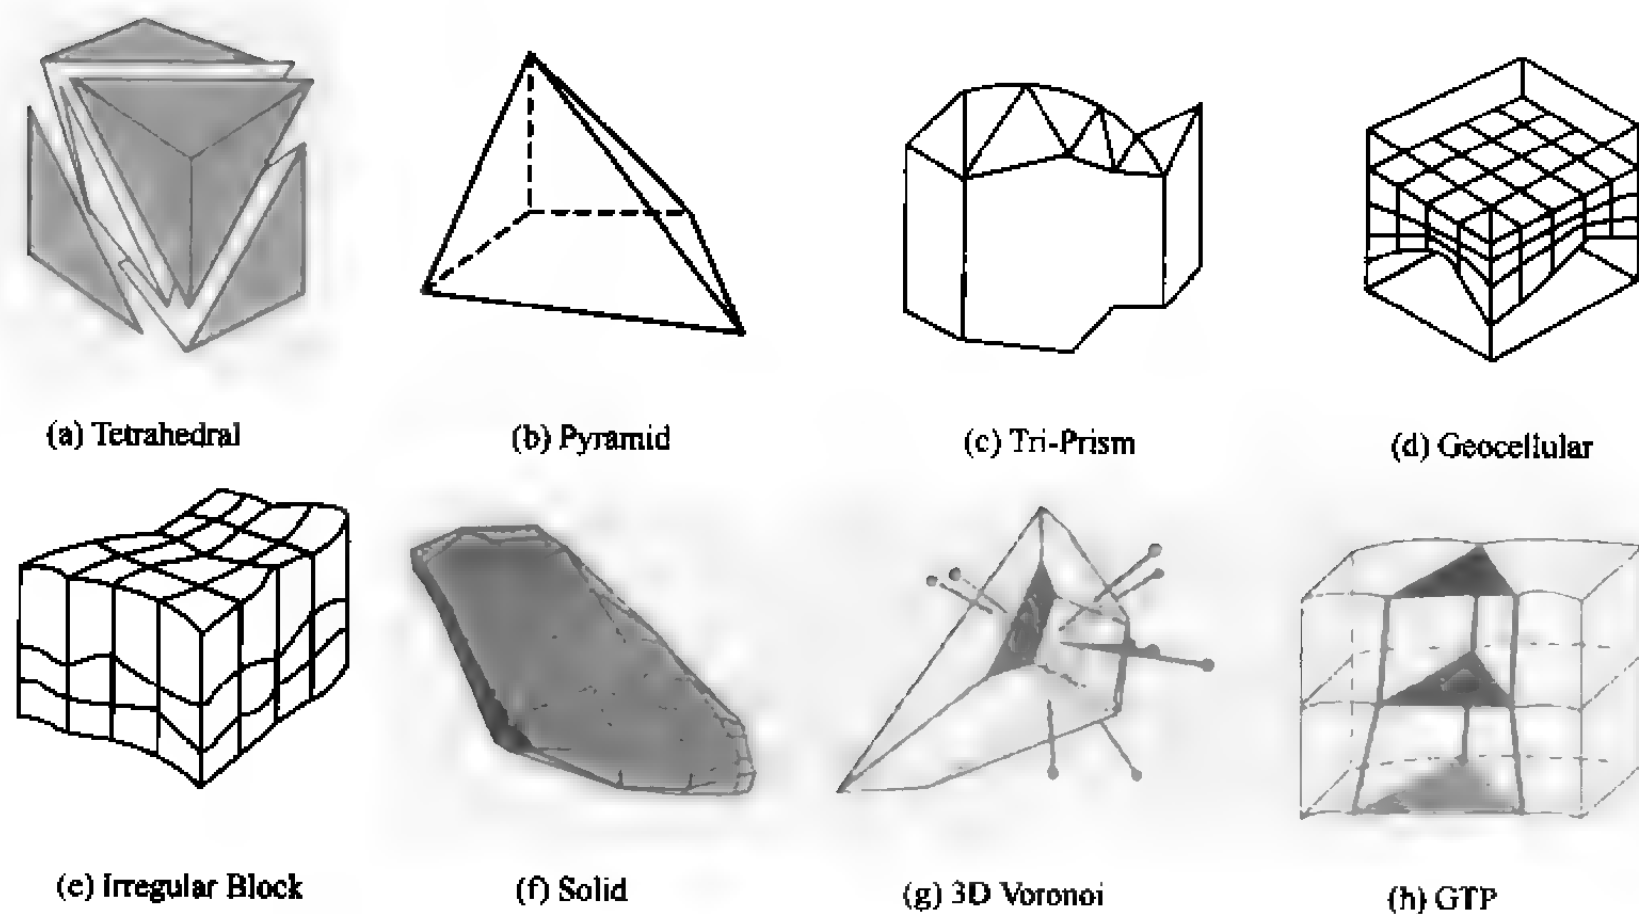 (a) Tetrahedral
(b) Pyramid
(c) Tri-Prism
(d) Geocellular
(e) Irregular Block
(f) Solid
(g) 3D Voronoi
(h) GTP